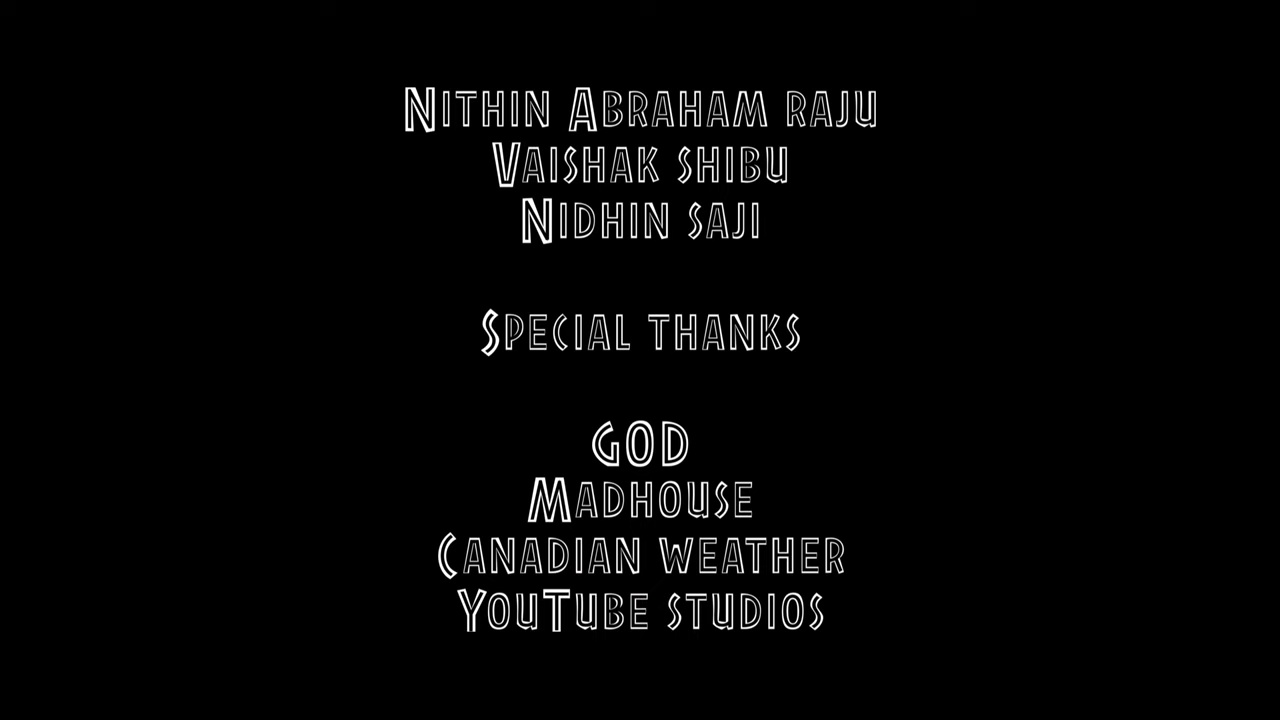 Nithin Abraham raju
Vaishak shibu
Nidhin saji
Special thanks
GOD
Madhouse
Canadian weather
YouTube studios